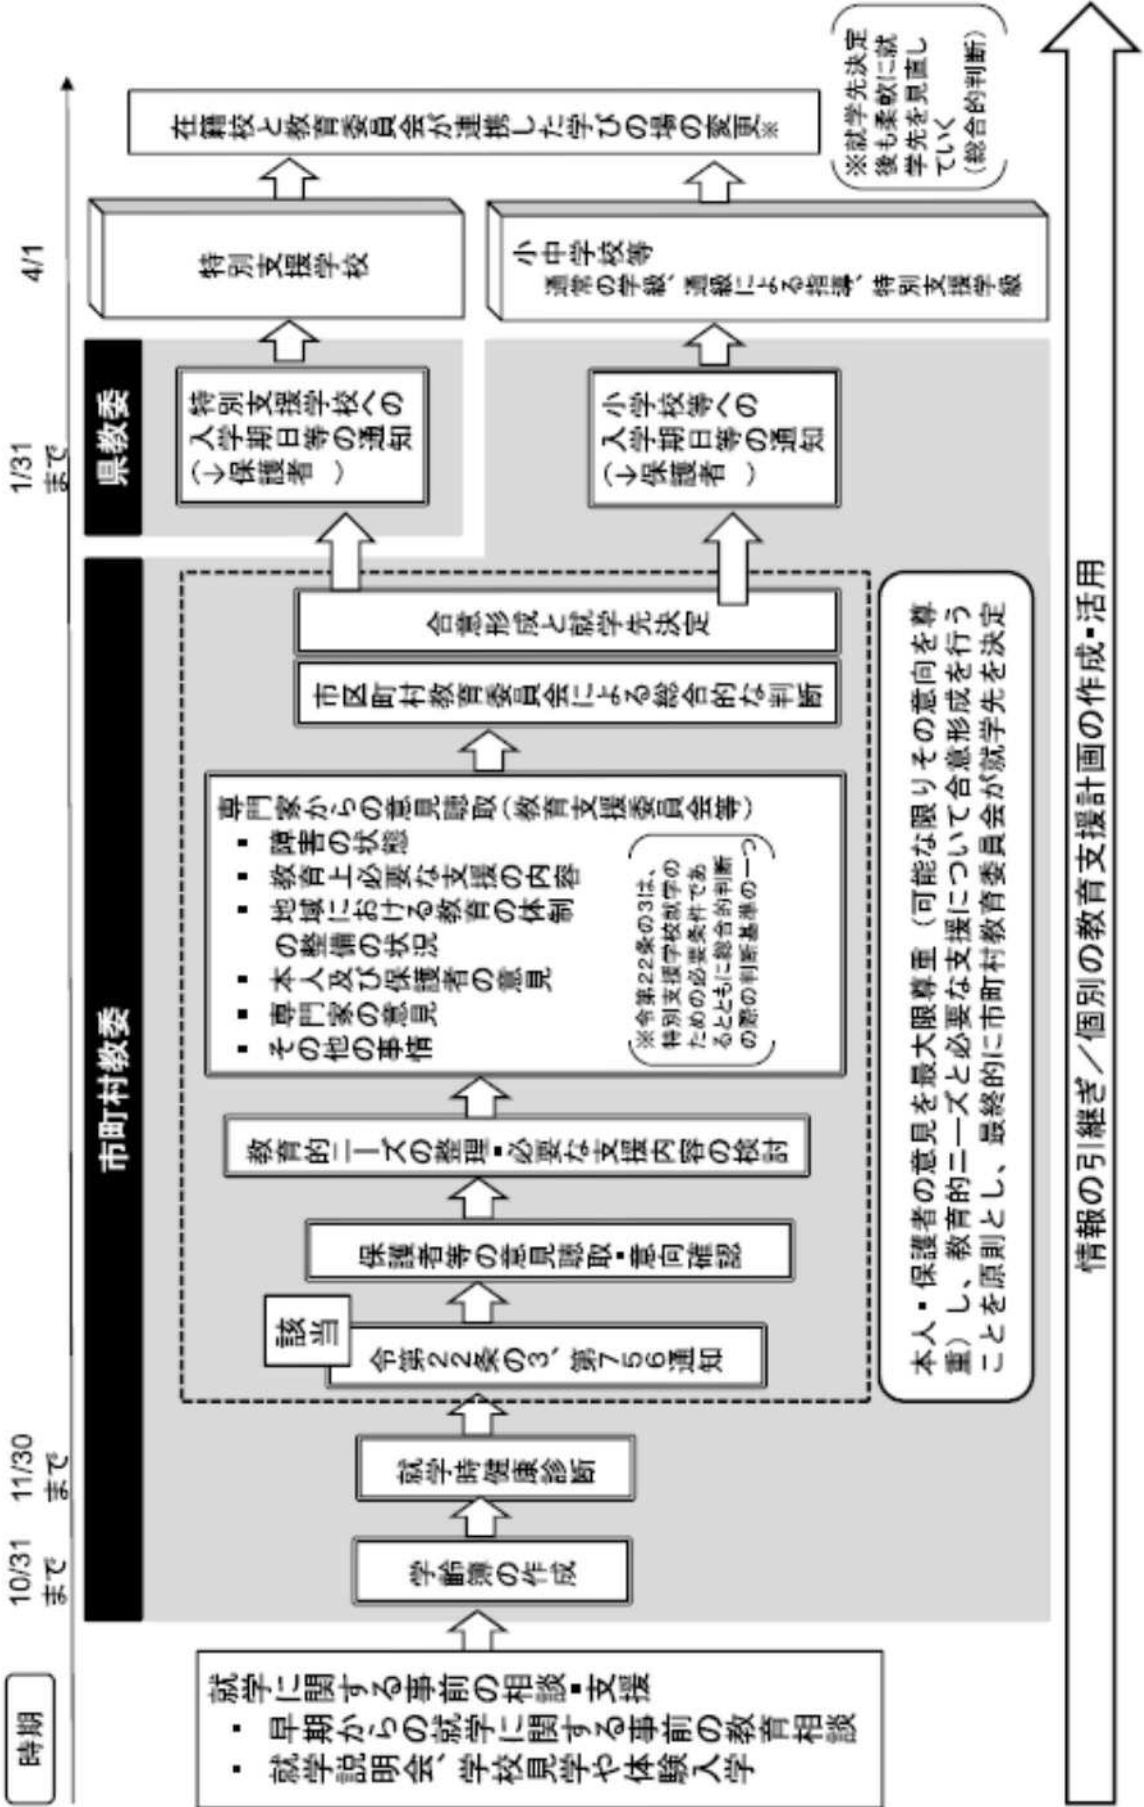 時期
10/31
まで
11/30
まで
1/31
まで
4/1
市町村教委
県教委
就学に関する事前の相談・支援
▪ 早期からの就学に関する事前の教育相談
▪ 就学説明会、学校見学や体験入学
学齢簿の作成
就学時健康診断
該当
令第22条の3、第756通知
保護者等の意見聴取・意向確認
教育的ニーズの整理・必要な支援内容の検討
専門家からの意見聴取(教育支援委員会等)
▪ 障害の状態
▪ 教育上必要な支援の内容
▪ 地域における教育の体制
の整備の状況
▪ 本人及び保護者の意見
▪ 専門家の意見
▪ その他の事情
※令第22条の3は、
特別支援学校就学の
ための必要条件であ
るとともに総合的判断
の際の判断基準の一つ
市区町村教育委員会による総合的な判断
合意形成と就学先決定
特別支援学校への
入学期日等の通知
(→保護者 )
小学校等への
入学期日等の通知
(→保護者 )
特別支援学校
小中学校等
通常の学級、通級による指導、特別支援学級
在籍校と教育委員会が連携した学びの場の変更※
※就学先決定
後も柔軟に就
学先を見直し
ていく
(総合的判断)
本人・保護者の意見を最大限尊重(可能な限りその意向を尊
重)し、教育的ニーズと必要な支援について合意形成を行う
ことを原則とし、最終的に市町村教育委員会が就学先を決定
情報の引継ぎ/個別の教育支援計画の作成・活用